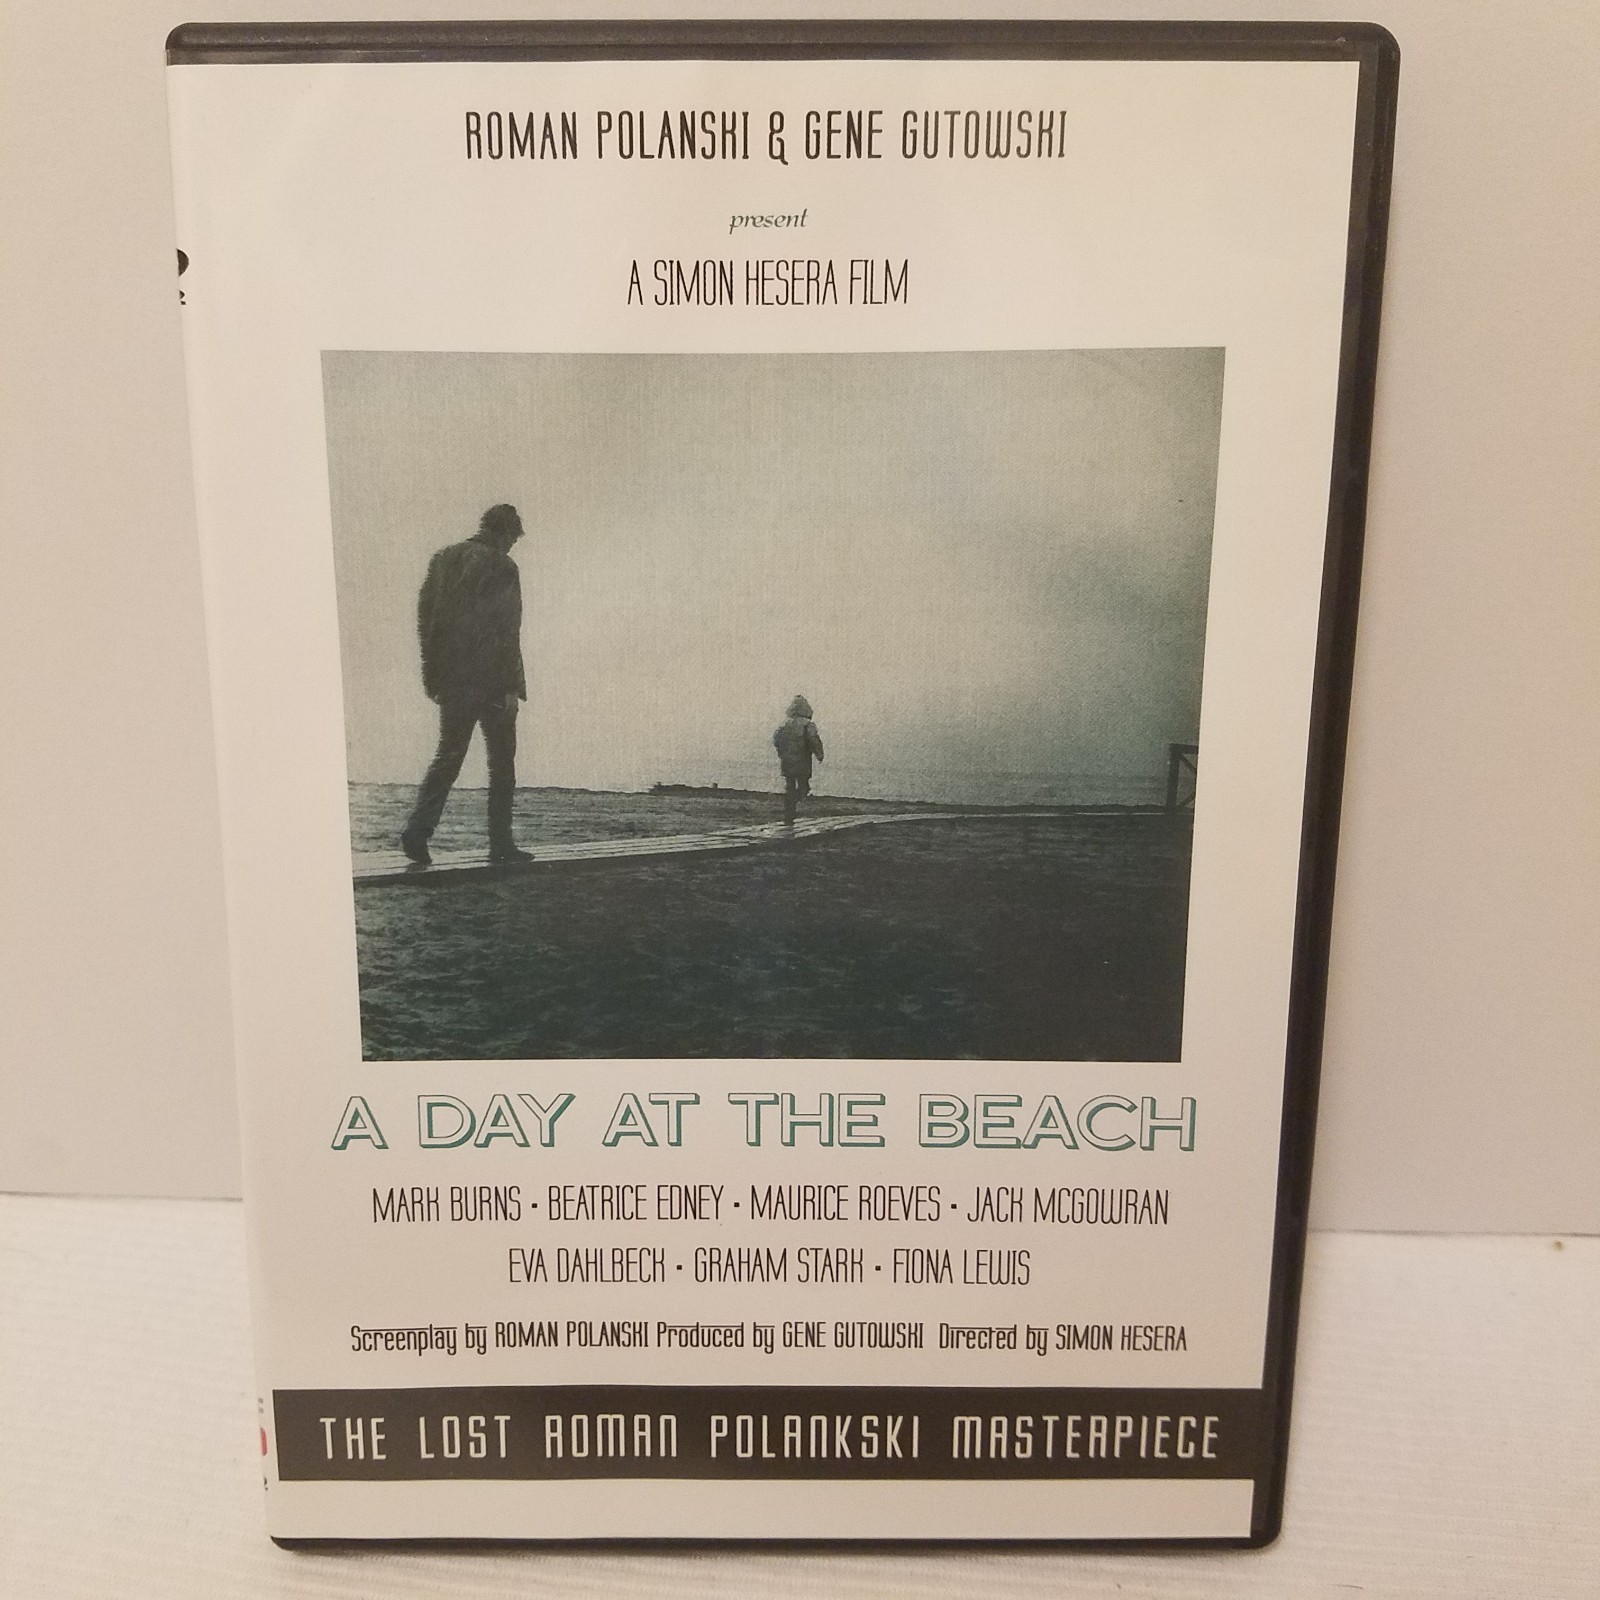 ROMAN POLANSKI & GENE GUTOWSKI
present
A SIMON HESERA FILM
A DAY AT THE BEACH
MARK BURNS · BEATRICE EDNEY · MAURICE ROEVES · JACK MCGOWRAN
EVA DAHLBECK · GRAHAM STARK · FIONA LEWIS
Screenplay by ROMAN POLANSKI Produced by GENE GUTOWSKI Directed by SIMON HESERA
THE LOST ROMAN POLANKSKI MASTERPIECE